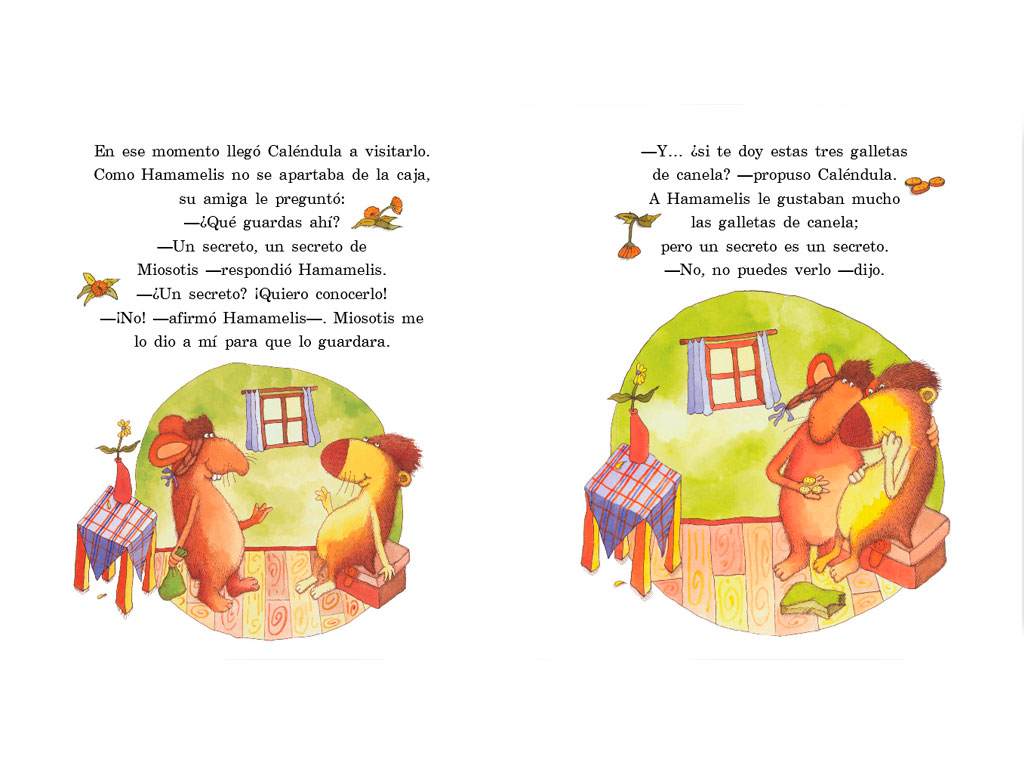 En ese momento llegó Caléndula a visitarlo.
Como Hamamelis no se apartaba de la caja,
su amiga le preguntó:
—¿Qué guardas ahí?
—Un secreto, un secreto de
Miosotis —respondió Hamamelis.
—¿Un secreto? ¡Quiero conocerlo!
—¡No! —afirmó Hamamelis—. Miosotis me
lo dio a mí para que lo guardara.
—Y... ¿si te doy estas tres galletas
de canela? —propuso Caléndula.
A Hamamelis le gustaban mucho
las galletas de canela;
pero un secreto es un secreto.
—No, no puedes verlo —dijo.